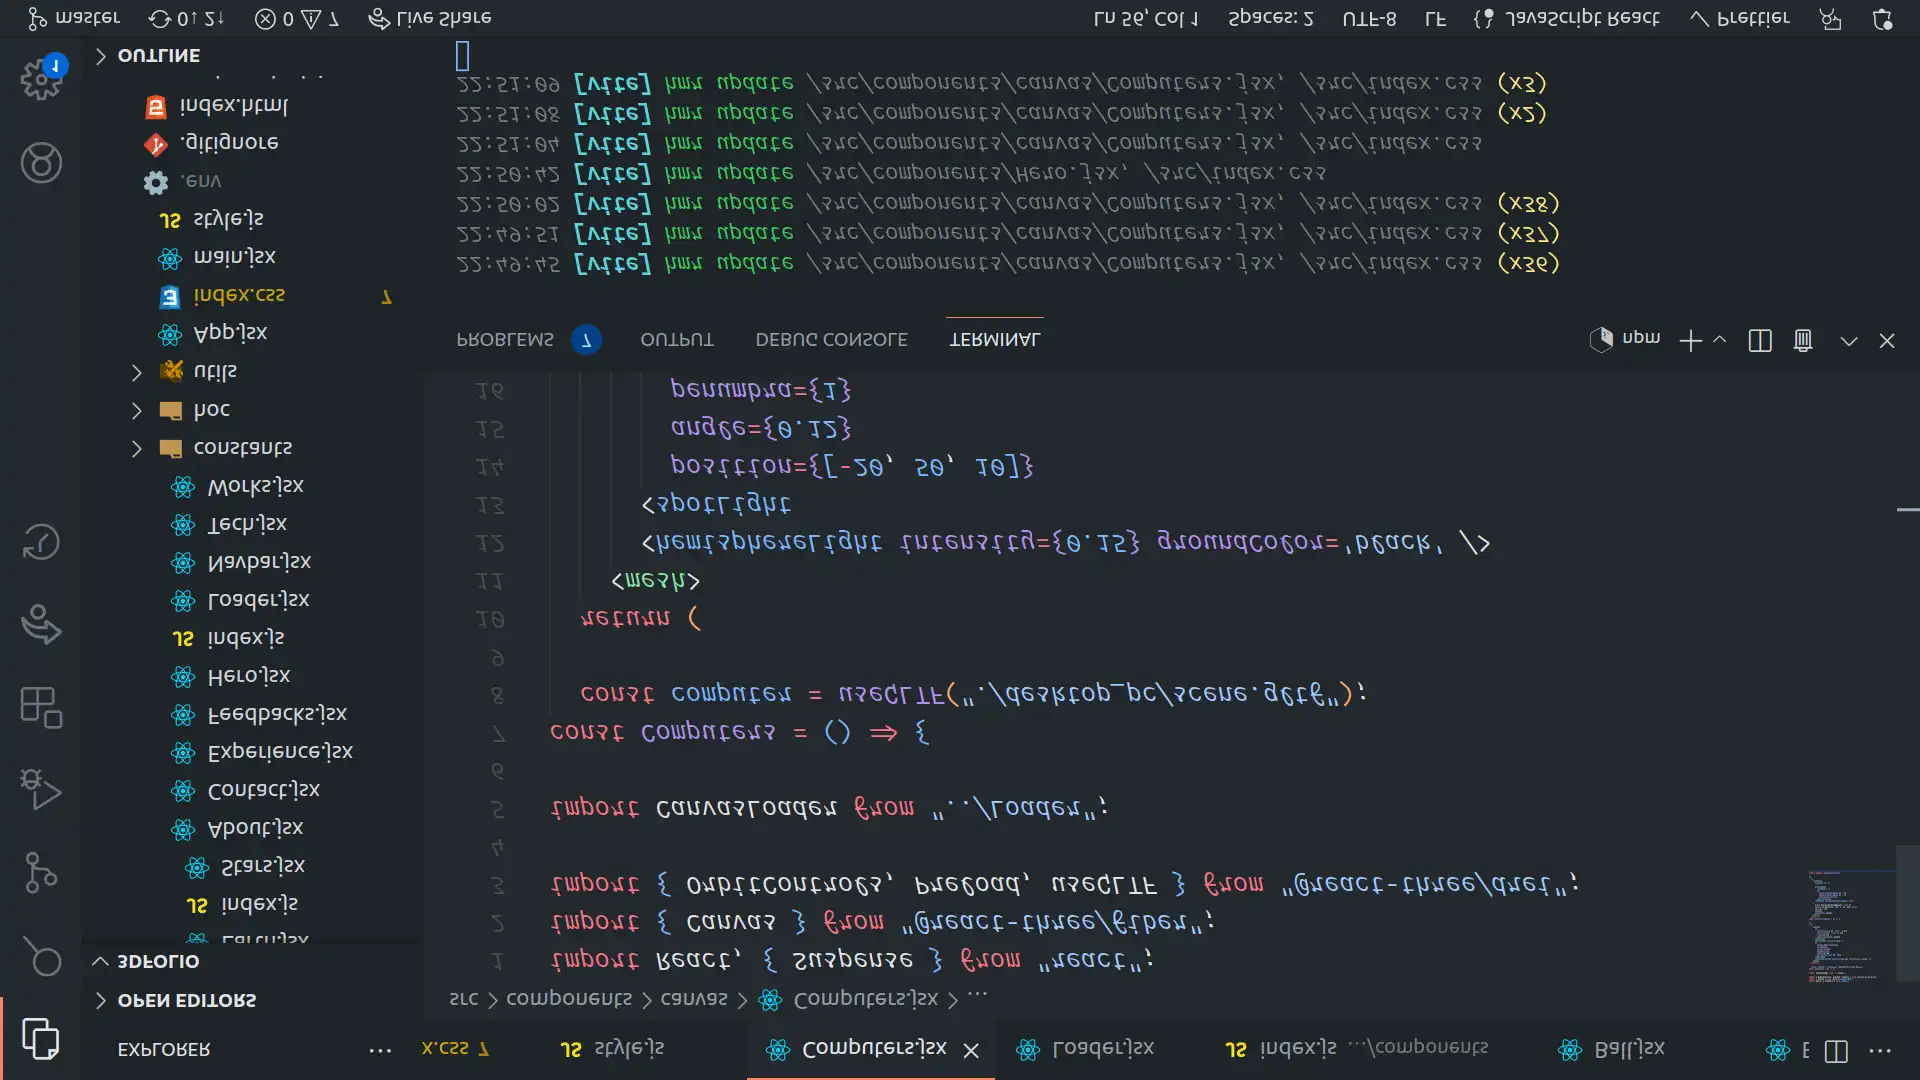 EXPLORER
x.css 7
style.js
Computers.jsx
Loader.jsx
index.js .../components
Ball.jsx
OPEN EDITORS
src > components > canvas > Computers.jsx > ...
3DFOLIO
Earth.jsx
index.js
Stars.jsx
About.jsx
Contact.jsx
Experience.jsx
Feedbacks.jsx
Hero.jsx
index.js
Loader.jsx
Navbar.jsx
Tech.jsx
Works.jsx
constants
hoc
utils
App.jsx
index.css 7
main.jsx
style.js
.env
.gitignore
index.html
OUTLINE
1 import React, { Suspense } from "react";
2 import { Canvas } from "@react-three/fiber";
3 import { OrbitControls, Preload, useGLTF } from "@react-three/drei";
4
5 import CanvasLoader from "../Loader";
6
7 const Computers = () => {
8 const computer = useGLTF("./desktop_pc/scene.gltf");
9
10 return (
11 <mesh>
12 <hemisphereLight intensity={0.15} groundColor='black' />
13 <spotLight
14 position={[-20, 50, 10]}
15 angle={0.12}
16 penumbra={1}
PROBLEMS 7
OUTPUT
DEBUG CONSOLE
TERMINAL
npm
22:49:45 [vite] hmr update /src/components/canvas/Computers.jsx, /src/index.css (x36)
22:49:51 [vite] hmr update /src/components/canvas/Computers.jsx, /src/index.css (x37)
22:50:02 [vite] hmr update /src/components/canvas/Computers.jsx, /src/index.css (x38)
22:50:42 [vite] hmr update /src/components/Hero.jsx, /src/index.css
22:51:04 [vite] hmr update /src/components/canvas/Computers.jsx, /src/index.css
22:51:08 [vite] hmr update /src/components/canvas/Computers.jsx, /src/index.css (x2)
22:51:09 [vite] hmr update /src/components/canvas/Computers.jsx, /src/index.css (x3)
1
master
0↓ 2↑
0 7
Live Share
Ln 56, Col 1
Spaces: 2
UTF-8
LF
JavaScript React
Prettier